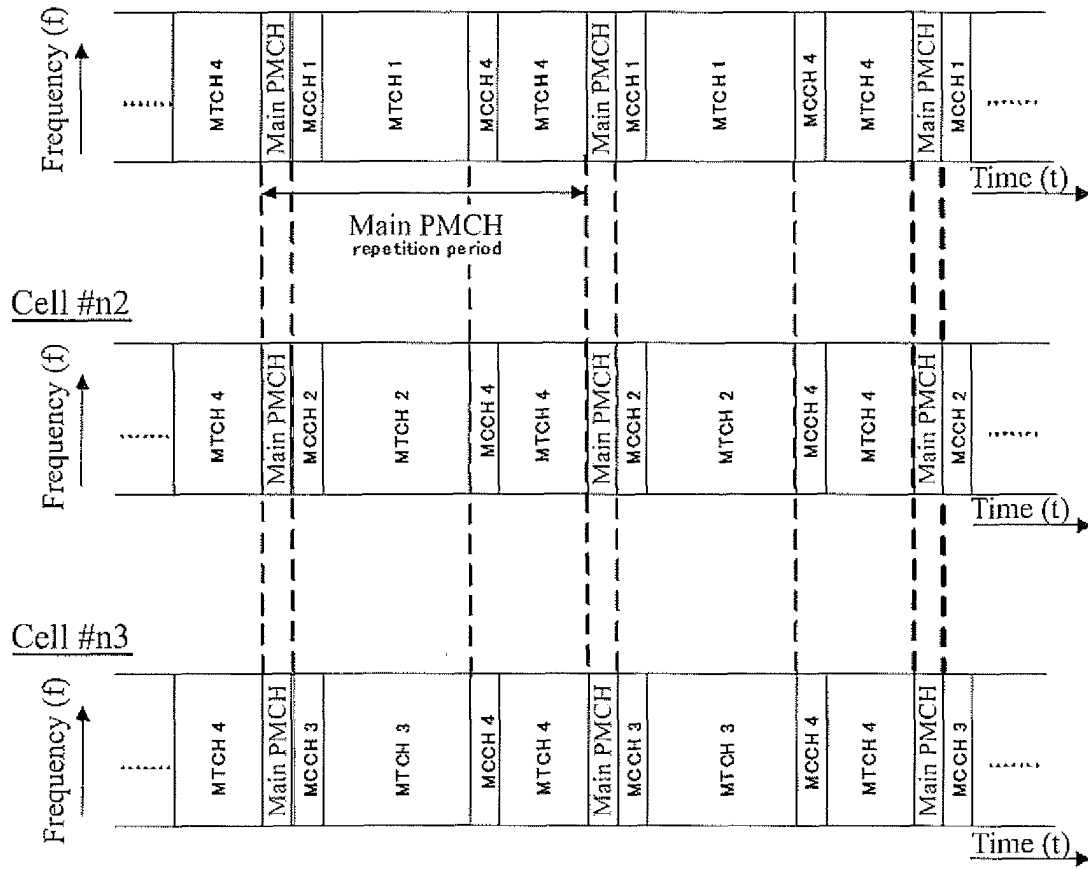 Frequency (f)
......
MTCH 4
Main PMCH
MCCH 1
MTCH 1
MCCH 4
MTCH 4
Main PMCH
MCCH 1
MTCH 1
MCCH 4
MTCH 4
Main PMCH
MCCH 1
......
Time (t)
Main PMCH
repetition period
Cell #n2
Frequency (f)
......
MTCH 4
Main PMCH
MCCH 2
MTCH 2
MCCH 4
MTCH 4
Main PMCH
MCCH 2
MTCH 2
MCCH 4
MTCH 4
Main PMCH
MCCH 2
......
Time (t)
Cell #n3
Frequency (f)
......
MTCH 4
Main PMCH
MCCH 3
MTCH 3
MCCH 4
MTCH 4
Main PMCH
MCCH 3
MTCH 3
MCCH 4
MTCH 4
Main PMCH
MCCH 3
......
Time (t)